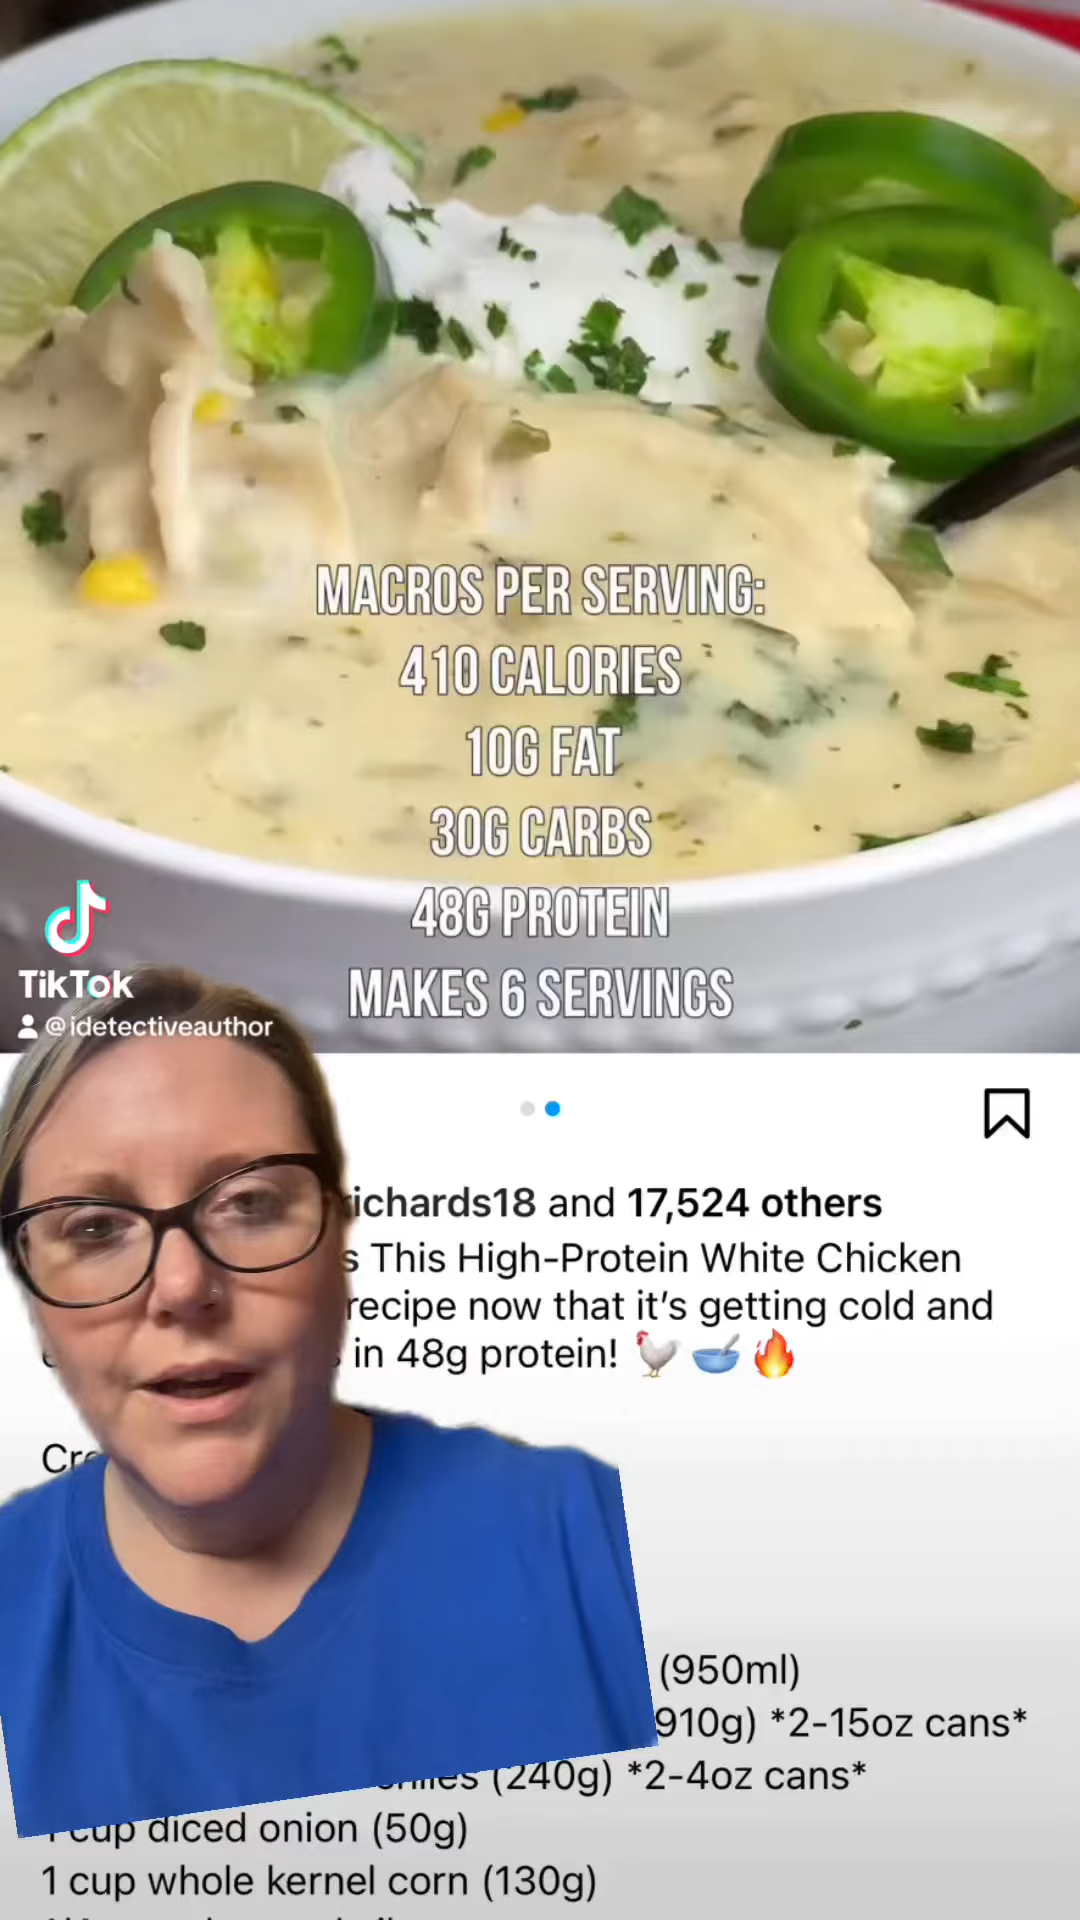 MACROS PER SERVING:
410 CALORIES
10G FAT
30G CARBS
48G PROTEIN
MAKES 6 SERVINGS
TikTok
@idetectiveauthor
richards18 and 17,524 others
This High-Protein White Chicken
recipe now that it's getting cold and
in 48g protein! 🐓 🥣 🔥
(950ml)
910g) *2-15oz cans*
(240g) *2-4oz cans*
1 cup diced onion (50g)
1 cup whole kernel corn (130g)